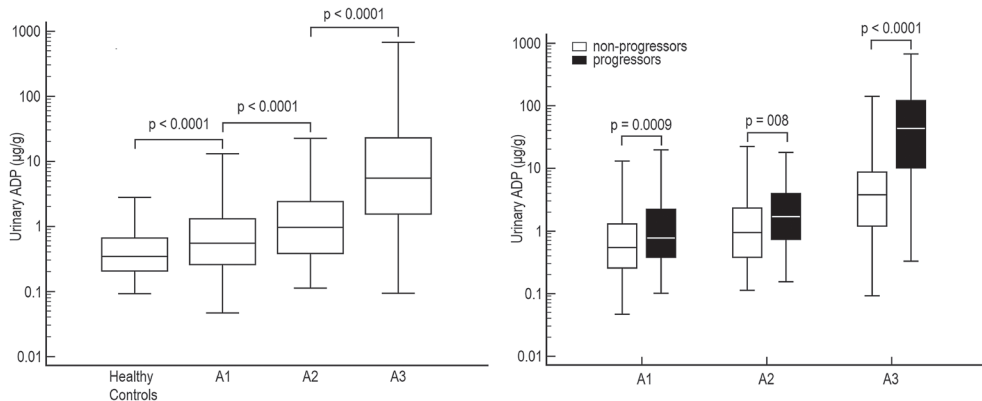 p < 0.0001
p < 0.0001
p < 0.0001
1000
100
10
1
0.1
0.01
Urinary ADP (µg/g)
Healthy
Controls
A1
A2
A3
non-progressors
progressors
p < 0.0001
p = 0.0009
p = 008
1000
100
10
1
0.1
0.01
Urinary ADP (µg/g)
A1
A2
A3